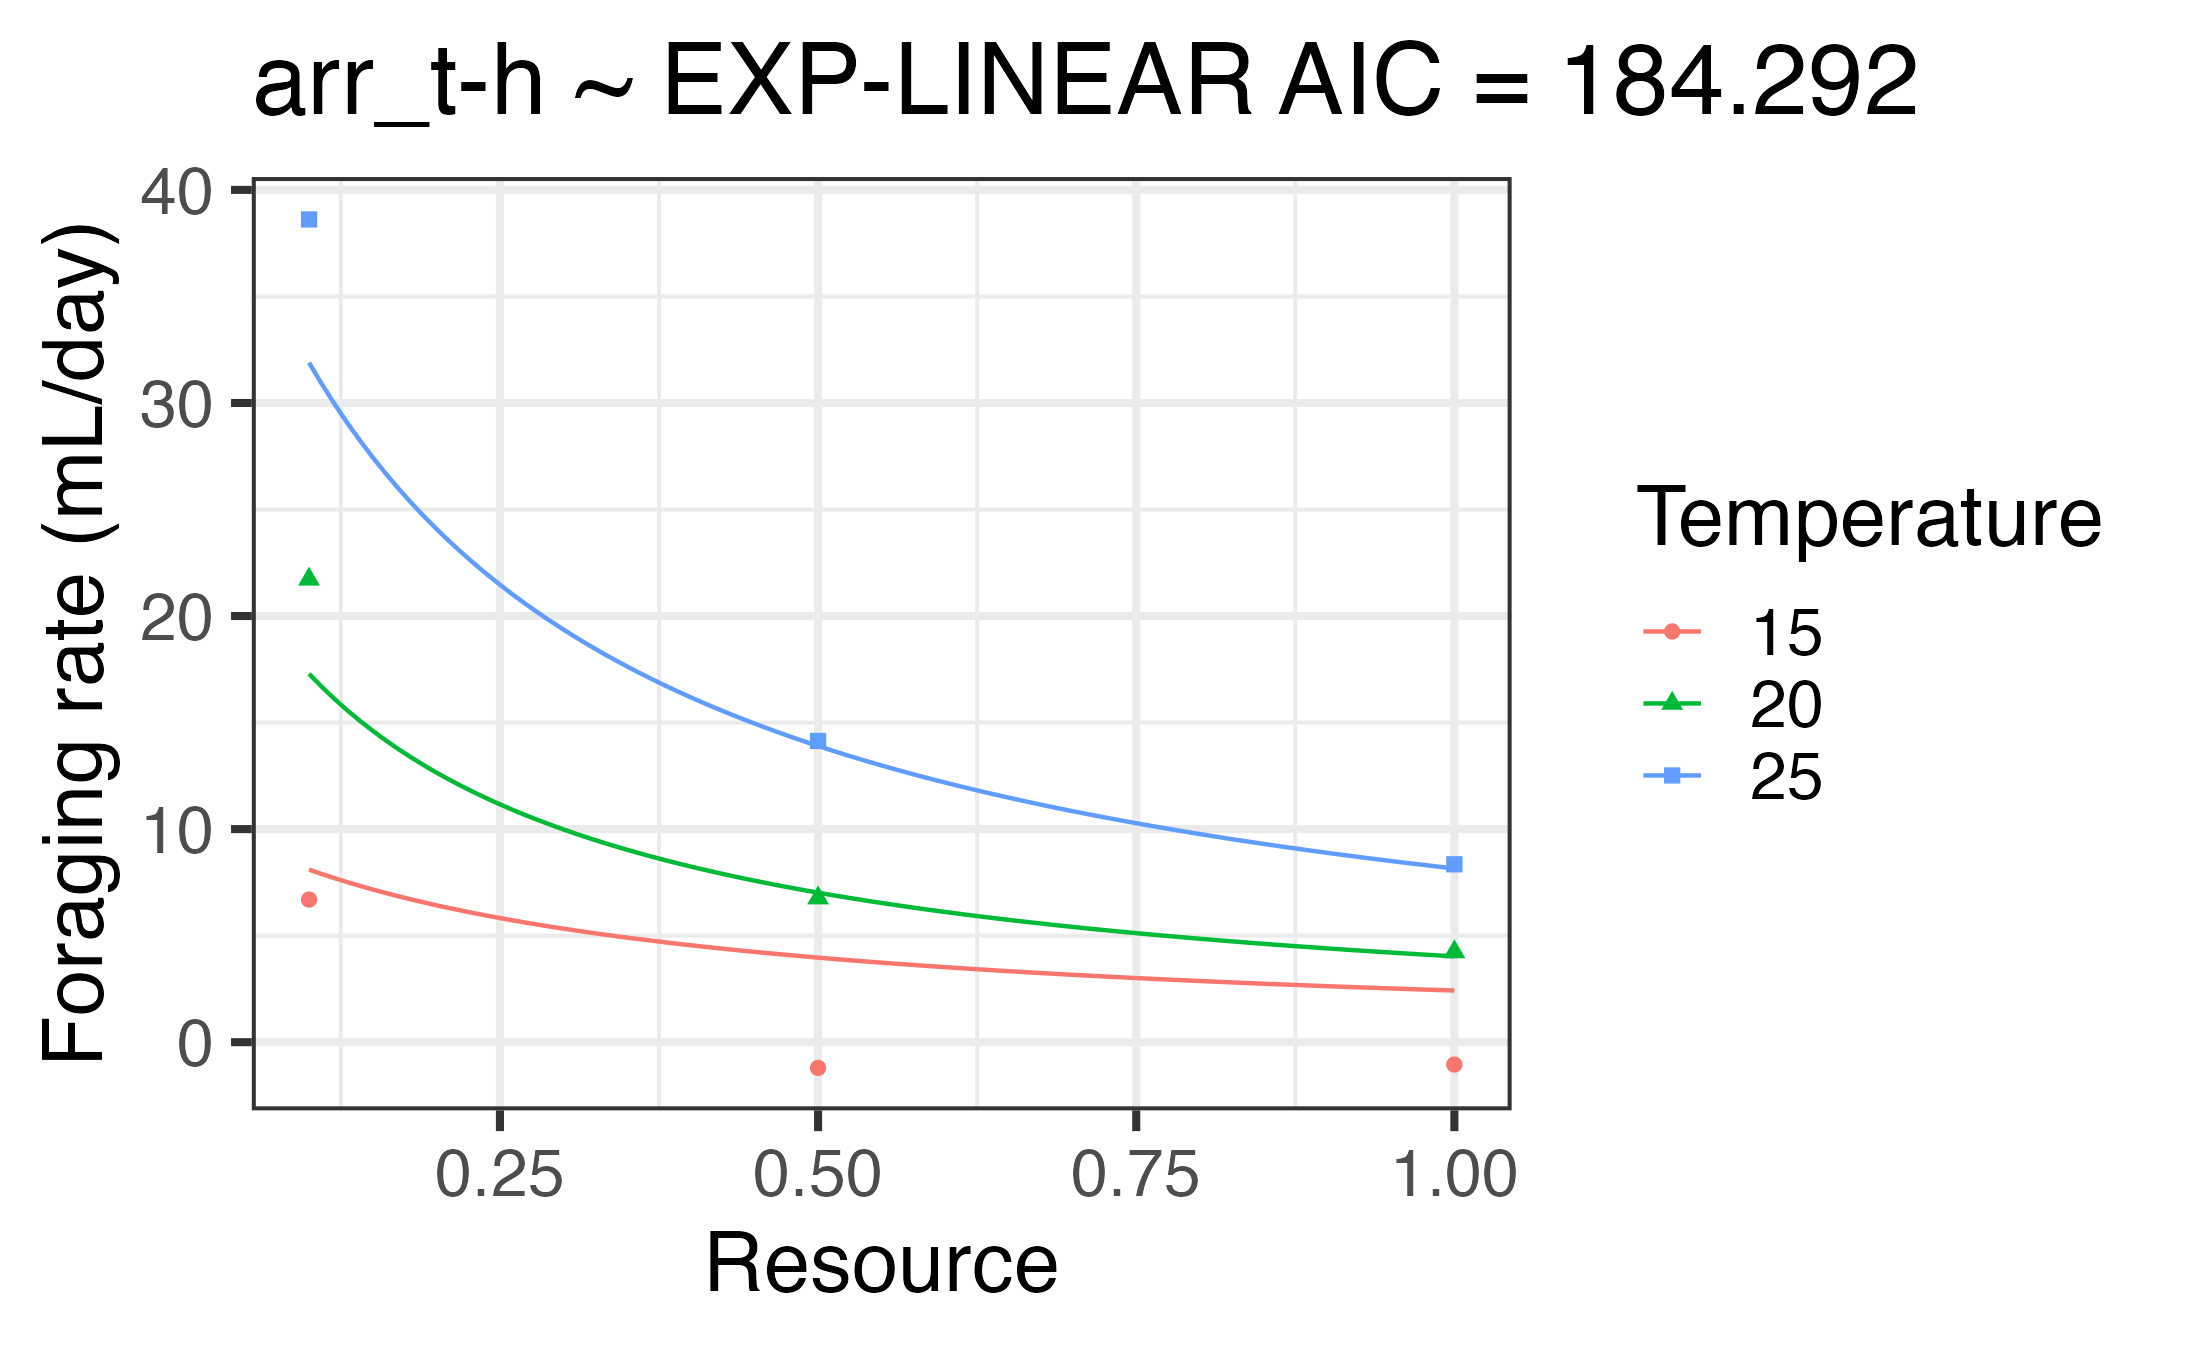 arr_t-h ~ EXP-LINEAR AIC = 184.292
Foraging rate (mL/day)
40
30
20
10
0
0.25 0.50 0.75 1.00
Resource
Temperature
15
20
25